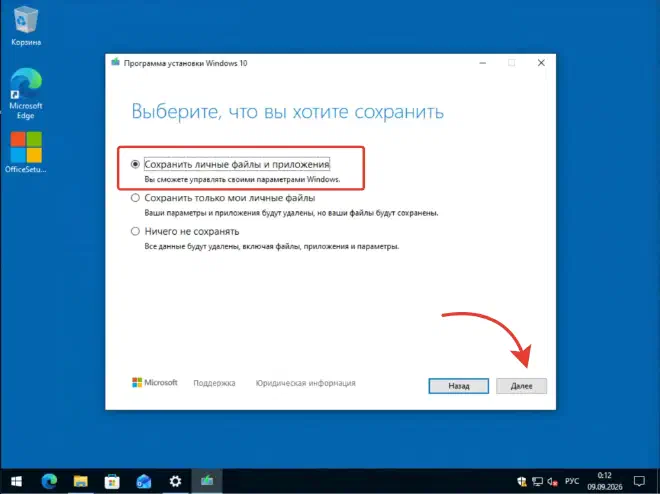 Корзина
Microsoft
Edge
OfficeSetu...
Программа установки Windows 10
Выберите, что вы хотите сохранить
Сохранить личные файлы и приложения
Вы сможете управлять своими параметрами Windows.
Сохранить только мои личные файлы
Ваши параметры и приложения будут удалены, но ваши файлы будут сохранены.
Ничего не сохранять
Все данные будут удалены, включая файлы, приложения и параметры.
Microsoft
Поддержка
Юридическая информация
Назад
Далее
РУС
0:12
09.09.2026